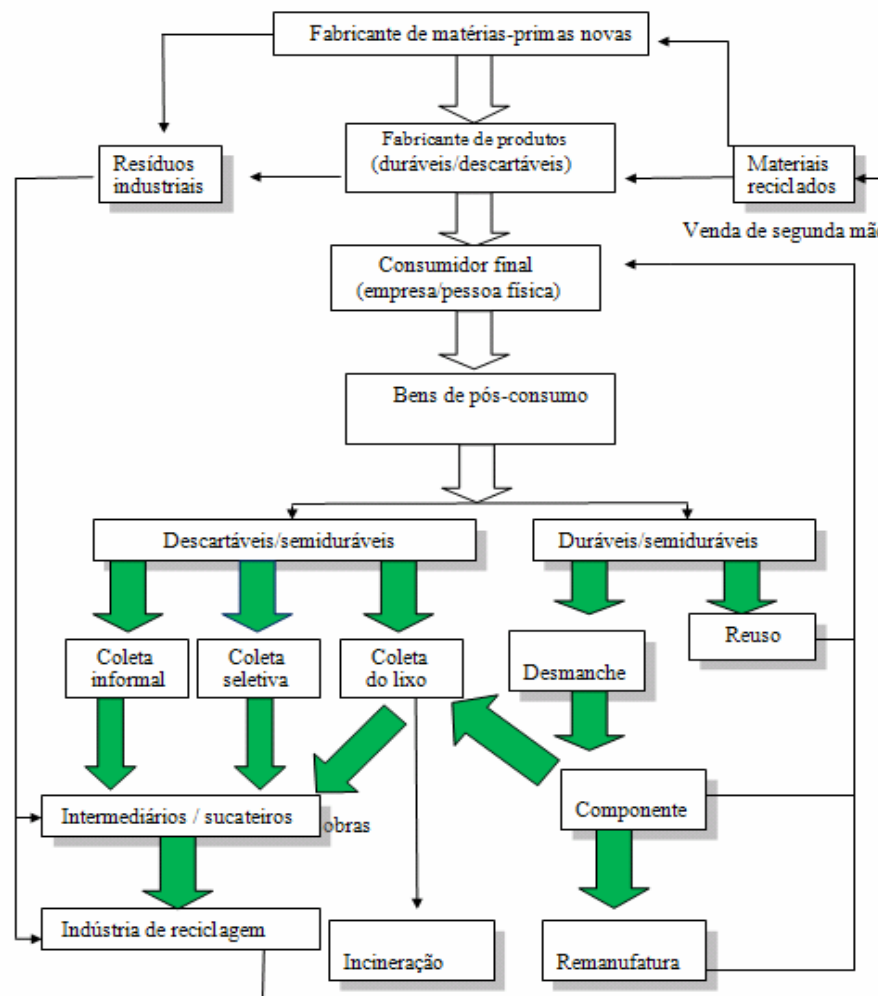 Fabricante de matérias-primas novas
Fabricante de produtos
(duráveis/descartáveis)
Resíduos
industriais
Materiais
reciclados
Venda de segunda mão
Consumidor final
(empresa/pessoa física)
Bens de pós-consumo
Descartáveis/semiduráveis
Duráveis/semiduráveis
Coleta
informal
Coleta
seletiva
Coleta
do lixo
Desmanche
Reuso
Intermediários / sucateiros
obras
Componente
Indústria de reciclagem
Incineração
Remanufatura